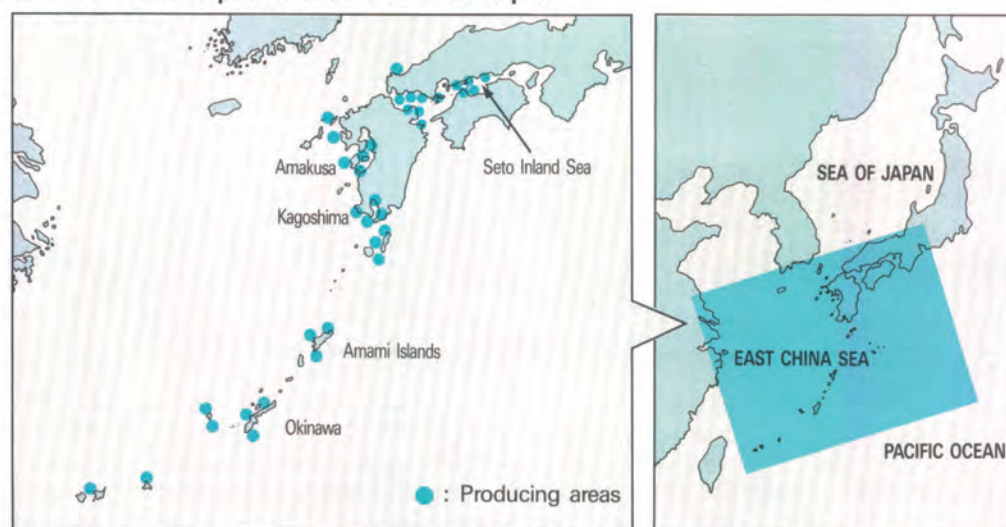 Amakusa
Seto Inland Sea
Kagoshima
Amami Islands
Okinawa
: Producing areas
SEA OF JAPAN
EAST CHINA SEA
PACIFIC OCEAN